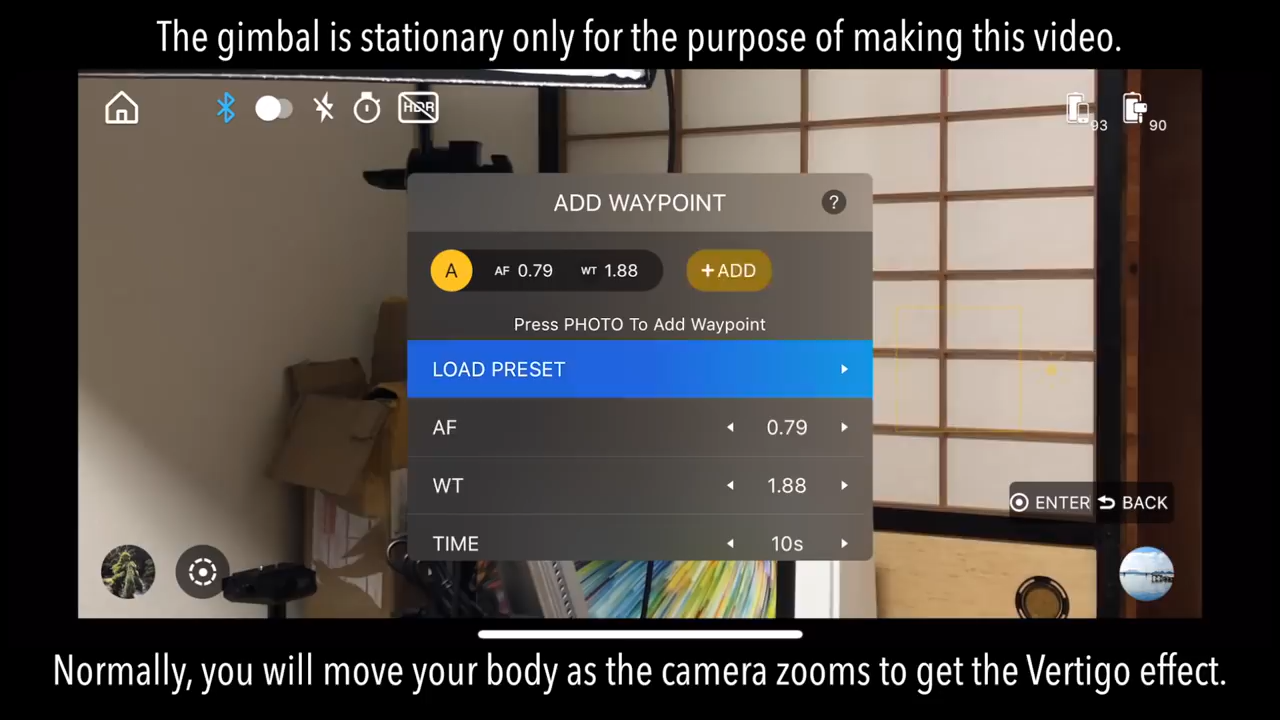 The gimbal is stationary only for the purpose of making this video.
HDR
93
90
ADD WAYPOINT
?
A AF 0.79 WT 1.88 +ADD
Press PHOTO To Add Waypoint
LOAD PRESET
AF 0.79
WT 1.88
ENTER BACK
TIME 10s
Normally, you will move your body as the camera zooms to get the Vertigo effect.